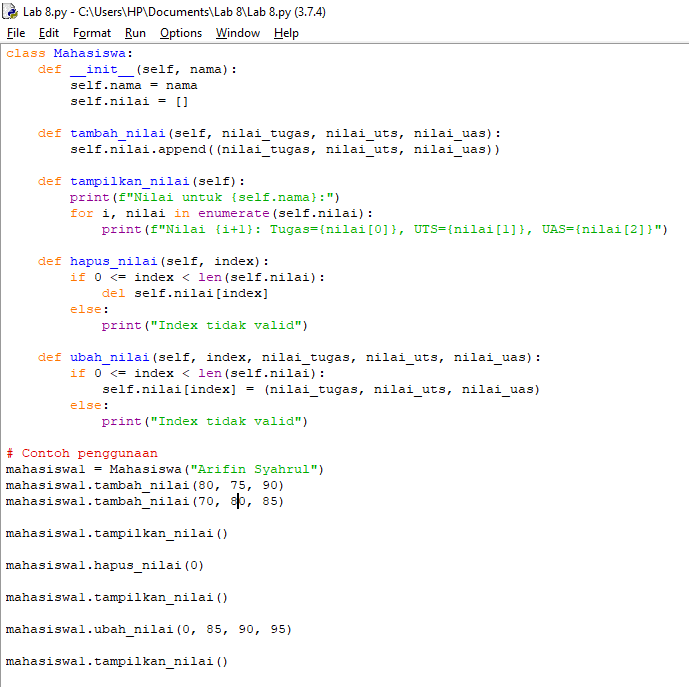 Lab 8.py - C:\Users\HP\Documents\Lab 8\Lab 8.py (3.7.4)
File Edit Format Run Options Window Help
class Mahasiswa:
    def __init__(self, nama):
        self.nama = nama
        self.nilai = []

    def tambah_nilai(self, nilai_tugas, nilai_uts, nilai_uas):
        self.nilai.append((nilai_tugas, nilai_uts, nilai_uas))

    def tampilkan_nilai(self):
        print(f"Nilai untuk {self.nama}:")
        for i, nilai in enumerate(self.nilai):
            print(f"Nilai {i+1}: Tugas={nilai[0]}, UTS={nilai[1]}, UAS={nilai[2]}")

    def hapus_nilai(self, index):
        if 0 <= index < len(self.nilai):
            del self.nilai[index]
        else:
            print("Index tidak valid")

    def ubah_nilai(self, index, nilai_tugas, nilai_uts, nilai_uas):
        if 0 <= index < len(self.nilai):
            self.nilai[index] = (nilai_tugas, nilai_uts, nilai_uas)
        else:
            print("Index tidak valid")

# Contoh penggunaan
mahasiswa1 = Mahasiswa("Arifin Syahrul")
mahasiswa1.tambah_nilai(80, 75, 90)
mahasiswa1.tambah_nilai(70, 80, 85)

mahasiswa1.tampilkan_nilai()

mahasiswa1.hapus_nilai(0)

mahasiswa1.tampilkan_nilai()

mahasiswa1.ubah_nilai(0, 85, 90, 95)

mahasiswa1.tampilkan_nilai()